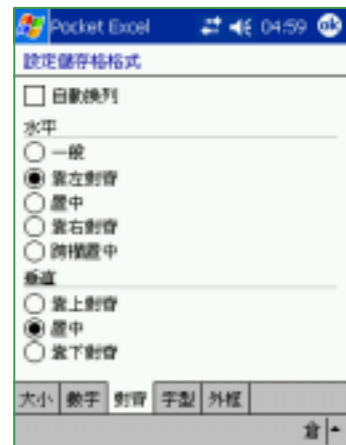 Pocket Excel 04:59 ok
設定儲存格格式
自動換列
水平
一般
靠左對齊
置中
靠右對齊
跨欄置中
垂直
靠上對齊
置中
靠下對齊
大小 數字 對齊 字型 外框
倉